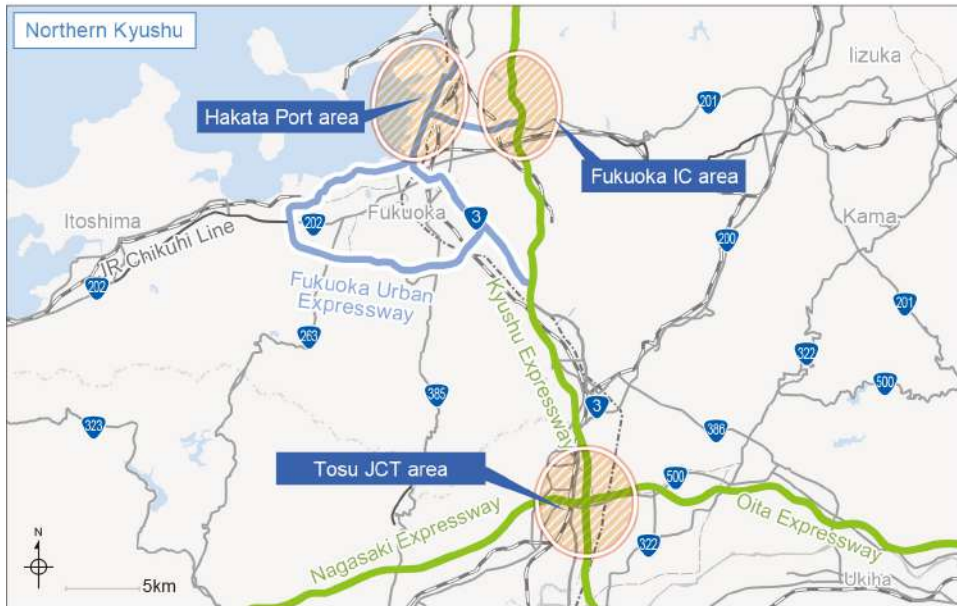 Northern Kyushu
Iizuka
201
Hakata Port area
Fukuoka IC area
Itoshima
JR Chikuhi Line
202
Fukuoka
3
Kama
200
202
Fukuoka Urban
Expressway
Kyushu Expressway
201
263
322
385
500
3
323
386
Tosu JCT area
500
Nagasaki Expressway
Oita Expressway
322
N
5km
Ukiha